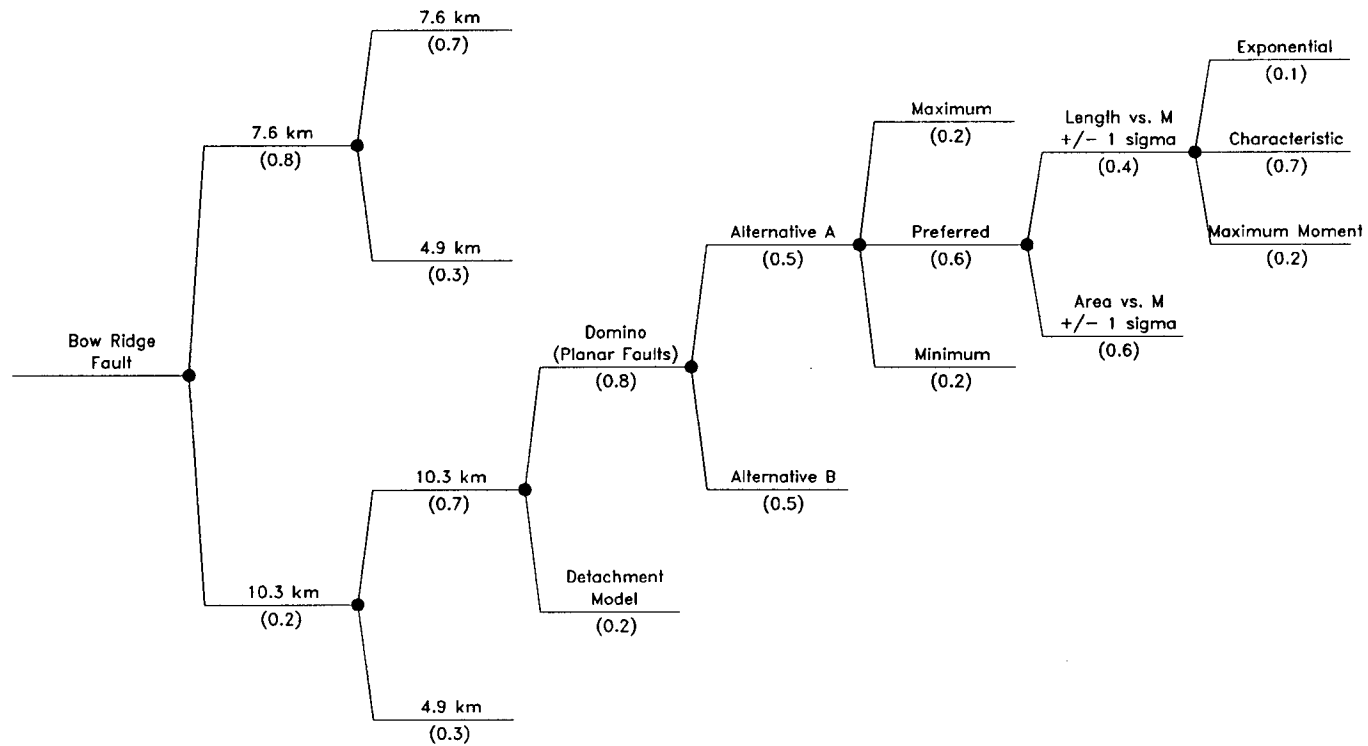 Bow Ridge
Fault
7.6 km
(0.8)
10.3 km
(0.2)
7.6 km
(0.7)
4.9 km
(0.3)
10.3 km
(0.7)
4.9 km
(0.3)
Domino
(Planar Faults)
(0.8)
Detachment
Model
(0.2)
Alternative A
(0.5)
Alternative B
(0.5)
Maximum
(0.2)
Preferred
(0.6)
Minimum
(0.2)
Length vs. M
+/- 1 sigma
(0.4)
Area vs. M
+/- 1 sigma
(0.6)
Exponential
(0.1)
Characteristic
(0.7)
Maximum Moment
(0.2)